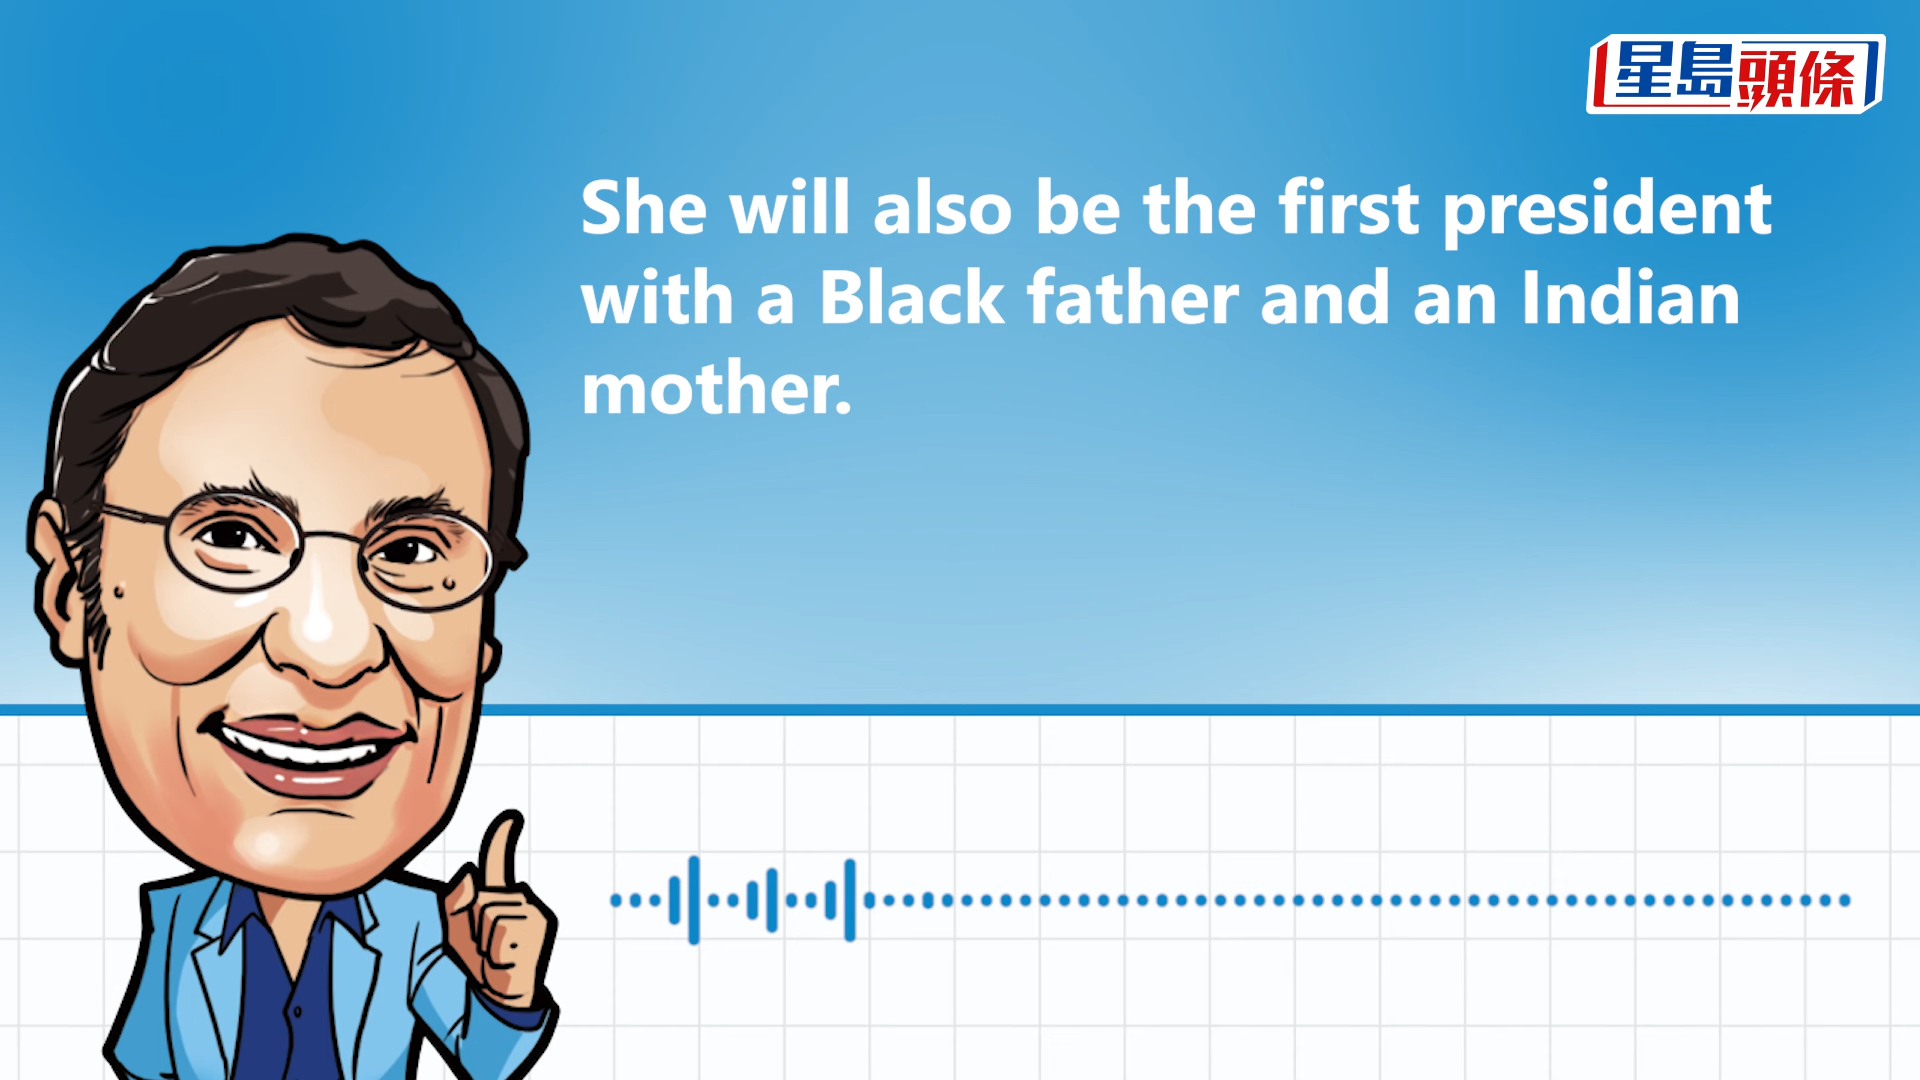 星島頭條
She will also be the first president
with a Black father and an Indian
mother.